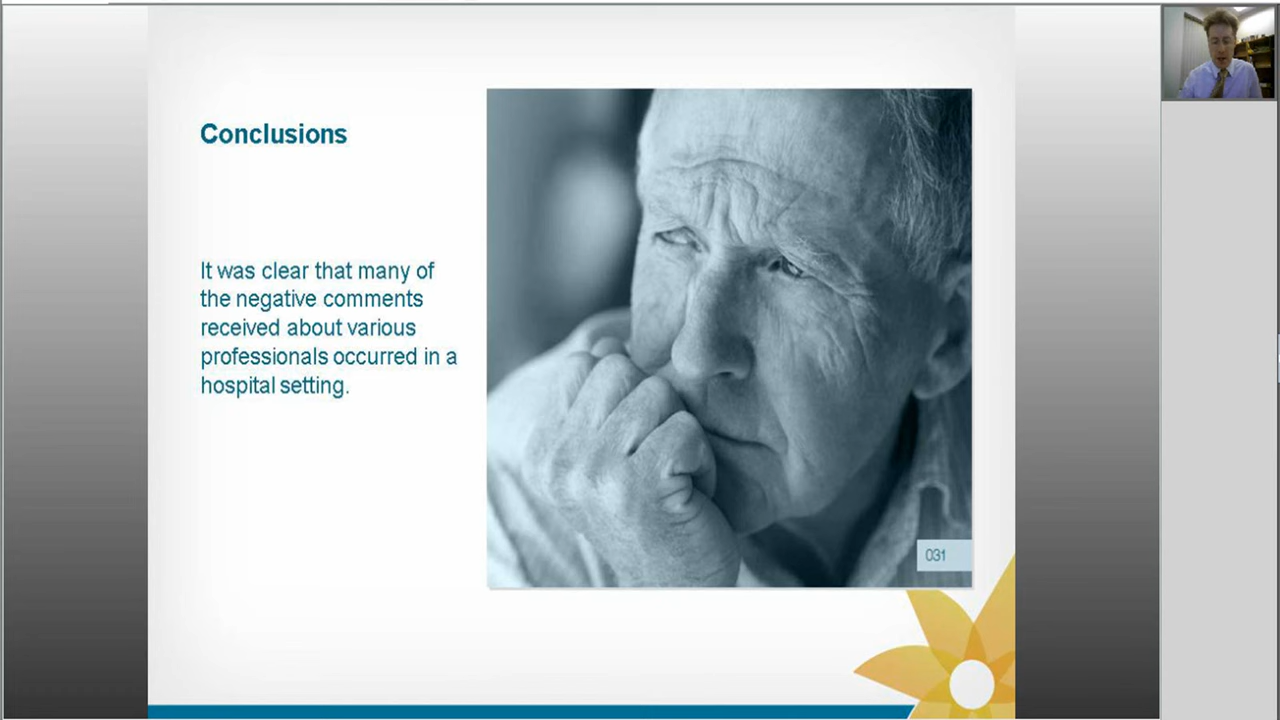 Conclusions
It was clear that many of
the negative comments
received about various
professionals occurred in a
hospital setting.
031